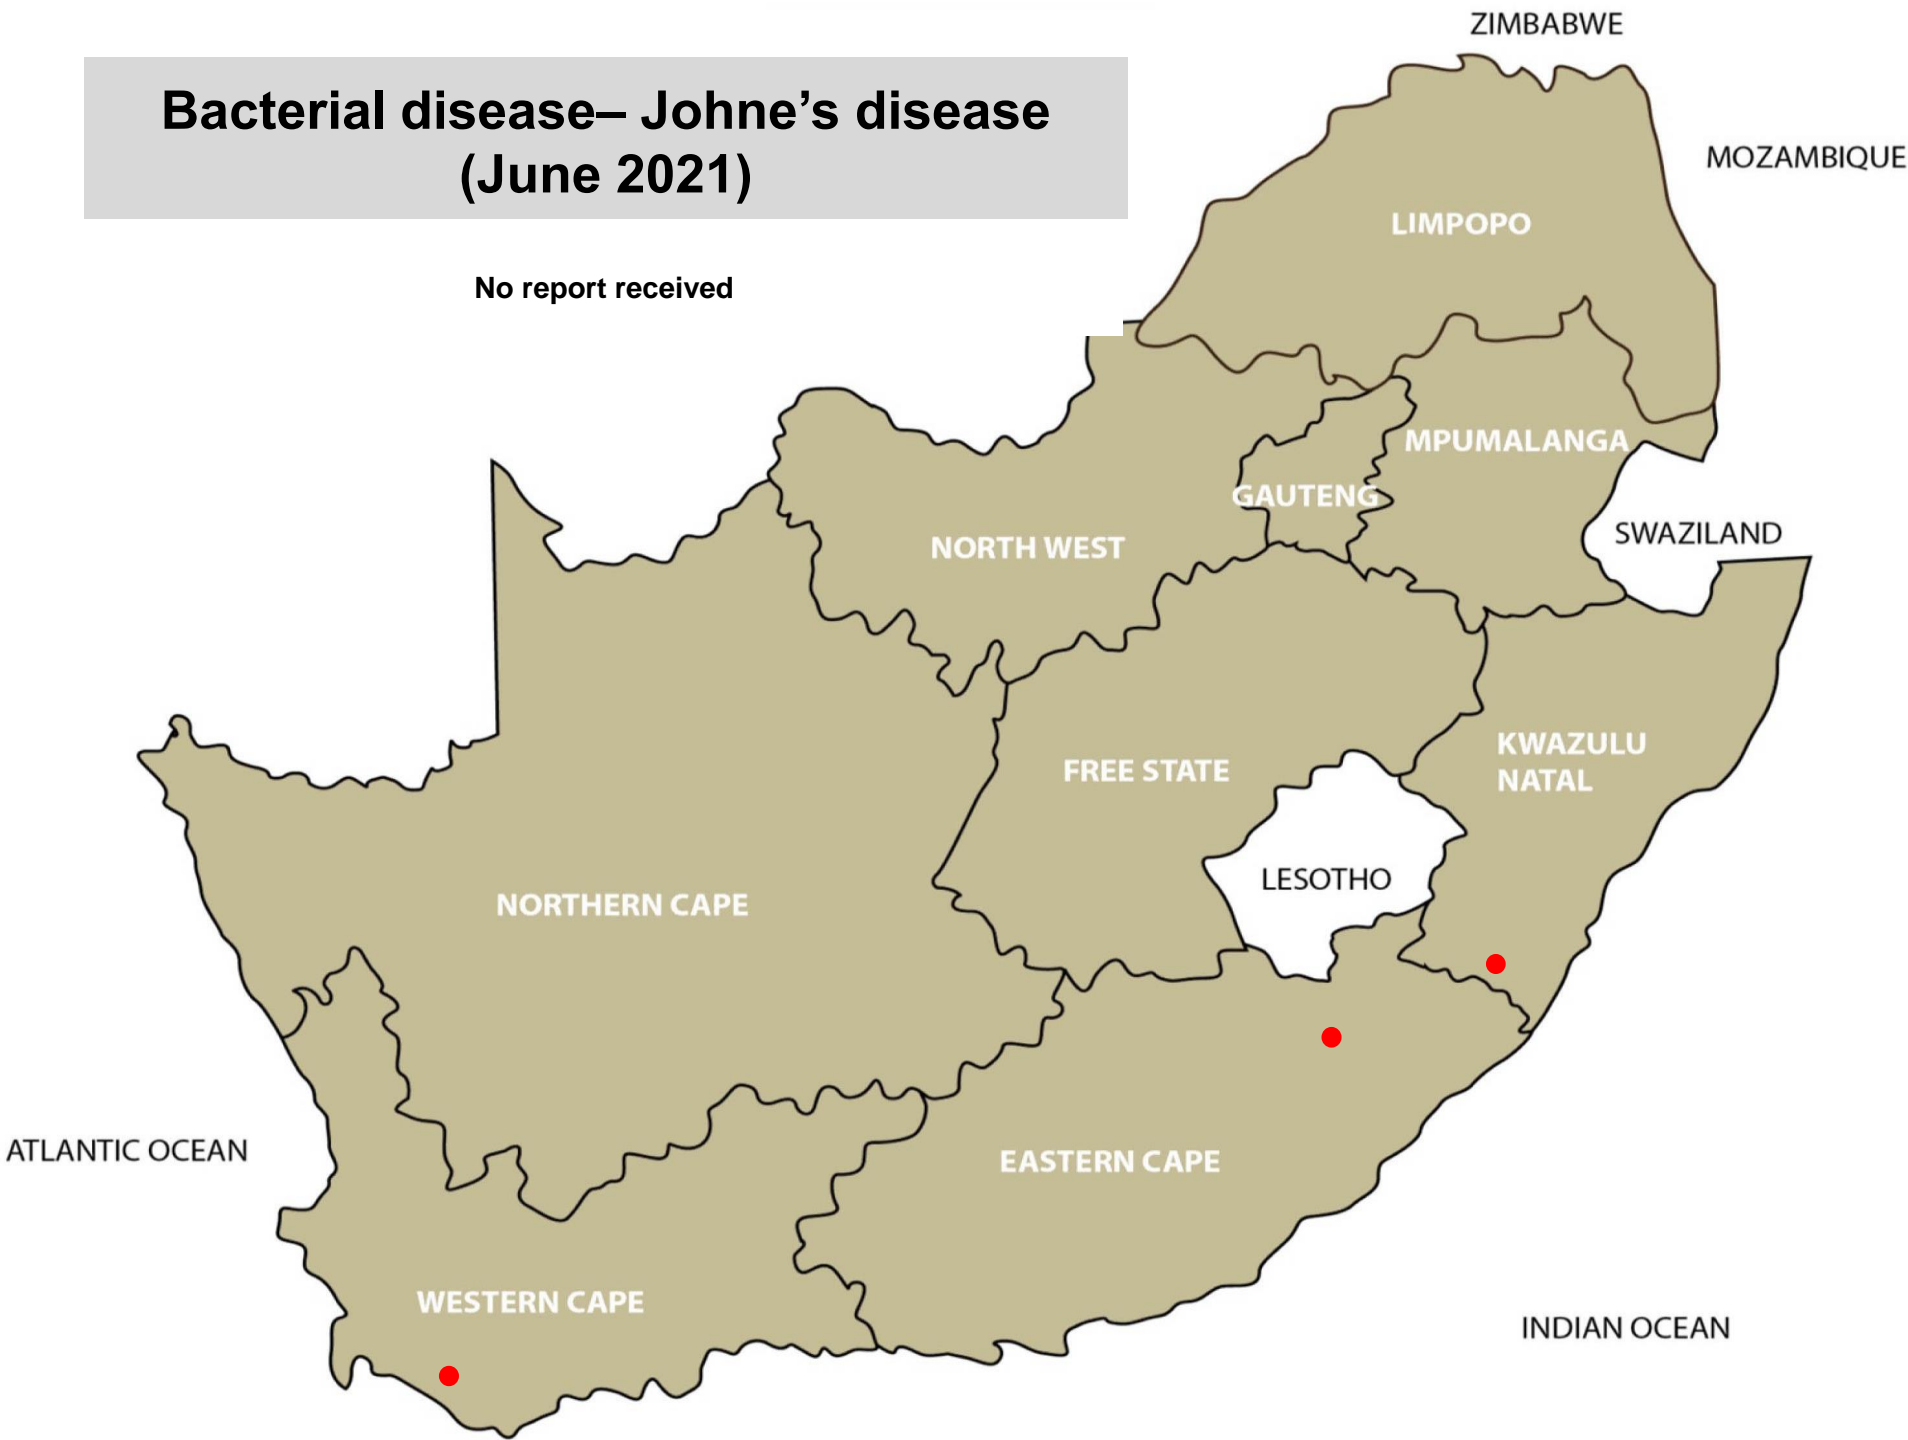 ZIMBABWE
Bacterial disease– Johne’s disease
(June 2021)
MOZAMBIQUE
LIMPOPO
No report received
MPUMALANGA
GAUTENG
SWAZILAND
NORTH WEST
KWAZULU
NATAL
FREE STATE
LESOTHO
NORTHERN CAPE
ATLANTIC OCEAN
EASTERN CAPE
WESTERN CAPE
INDIAN OCEAN